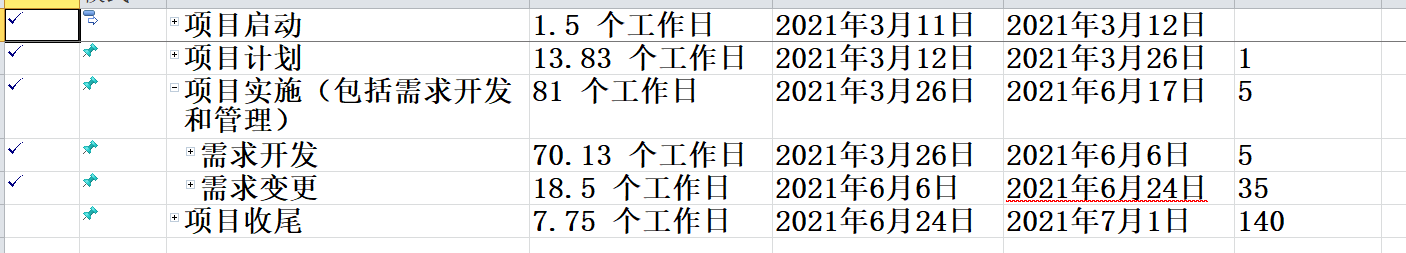 项目启动 1.5 个工作日 2021年3月11日 2021年3月12日
项目计划 13.83 个工作日 2021年3月12日 2021年3月26日 1
项目实施（包括需求开发 81 个工作日 2021年3月26日 2021年6月17日 5
和管理）
需求开发 70.13 个工作日 2021年3月26日 2021年6月6日 5
需求变更 18.5 个工作日 2021年6月6日 2021年6月24日 35
项目收尾 7.75 个工作日 2021年6月24日 2021年7月1日 140